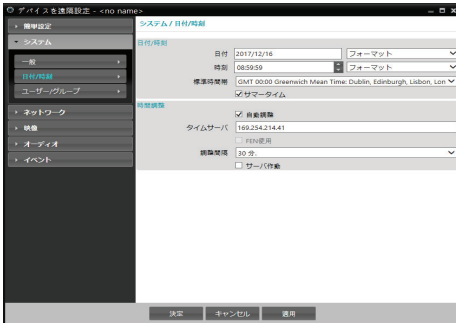 デバイスを遠隔設定 - <no name>
簡単設定
システム
一般
日付/時刻
ユーザー/グループ
ネットワーク
映像
オーディオ
イベント
システム / 日付/時刻
日付/時刻
日付 2017/12/16 フォーマット
時刻 08:59:59 フォーマット
標準時間帯 GMT 00:00 Greenwich Mean Time: Dublin, Edinburgh, Lisbon, Lon
サマータイム
時間調整
自動調整
タイムサーバ 169.254.214.41
FEN使用
調整間隔 30 分.
サーバ作動
決定 キャンセル 適用